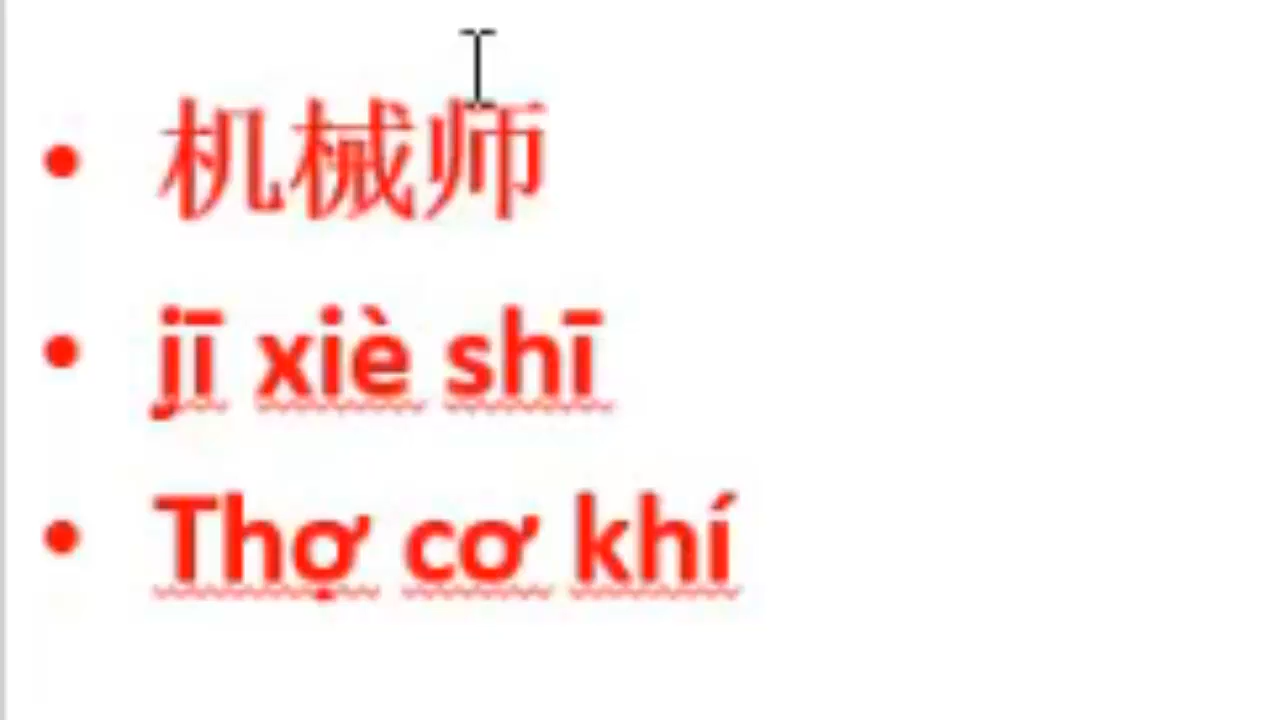 机械师
jī xiè shī
Thợ cơ khí